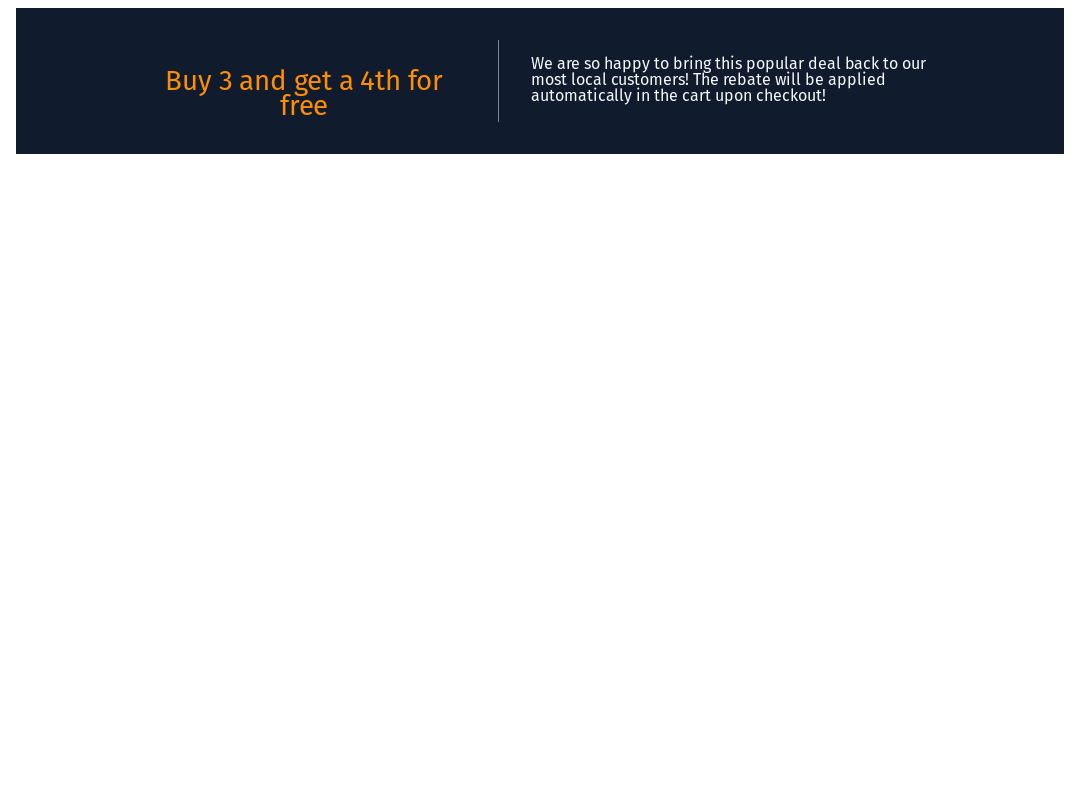 Buy 3 and get a 4th for
free
We are so happy to bring this popular deal back to our
most local customers! The rebate will be applied
automatically in the cart upon checkout!